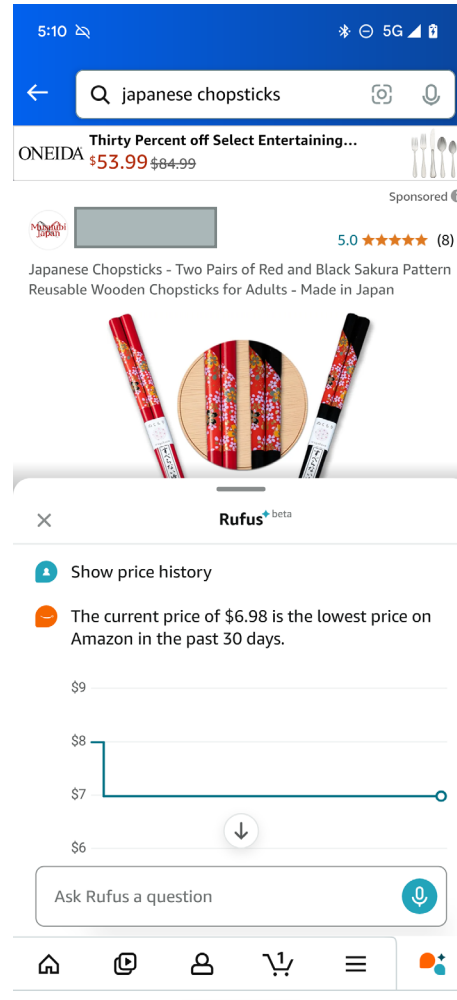 5:10
5G
japanese chopsticks
ONEIDA
Thirty Percent off Select Entertaining...
$53.99 $84.99
Sponsored
Musubi
Japan
5.0 (8)
Japanese Chopsticks - Two Pairs of Red and Black Sakura Pattern
Reusable Wooden Chopsticks for Adults - Made in Japan
Rufus beta
Show price history
The current price of $6.98 is the lowest price on
Amazon in the past 30 days.
$9
$8
$7
$6
Ask Rufus a question
1